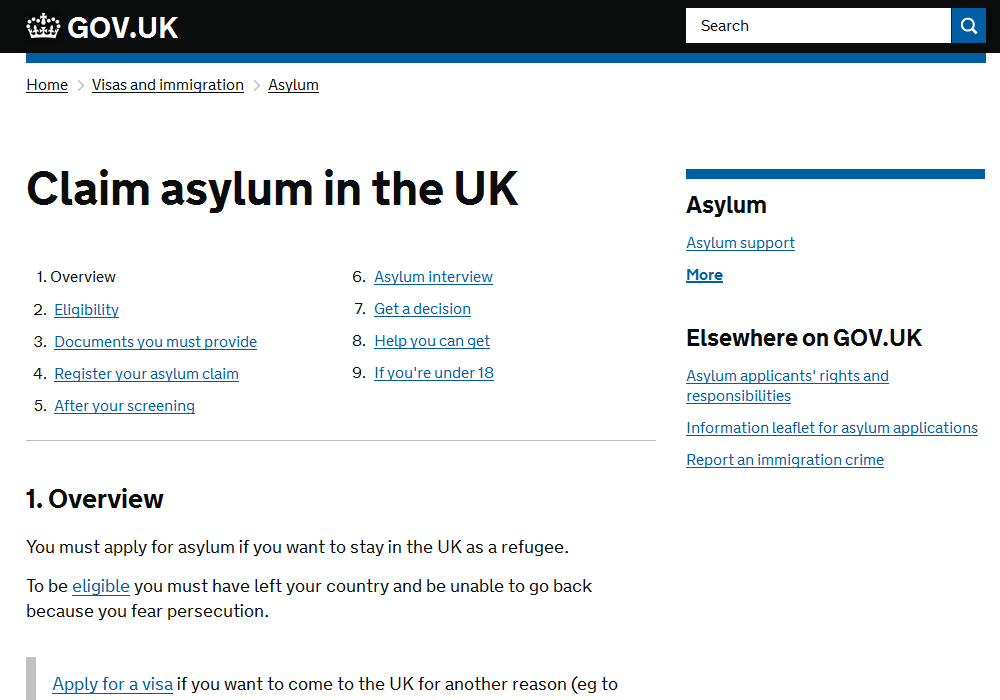 GOV.UK
Search
Home > Visas and immigration > Asylum
Claim asylum in the UK
1. Overview
2. Eligibility
3. Documents you must provide
4. Register your asylum claim
5. After your screening
6. Asylum interview
7. Get a decision
8. Help you can get
9. If you're under 18
1. Overview
You must apply for asylum if you want to stay in the UK as a refugee.
To be eligible you must have left your country and be unable to go back
because you fear persecution.
Apply for a visa if you want to come to the UK for another reason (eg to
Asylum
Asylum support
More
Elsewhere on GOV.UK
Asylum applicants' rights and
responsibilities
Information leaflet for asylum applications
Report an immigration crime